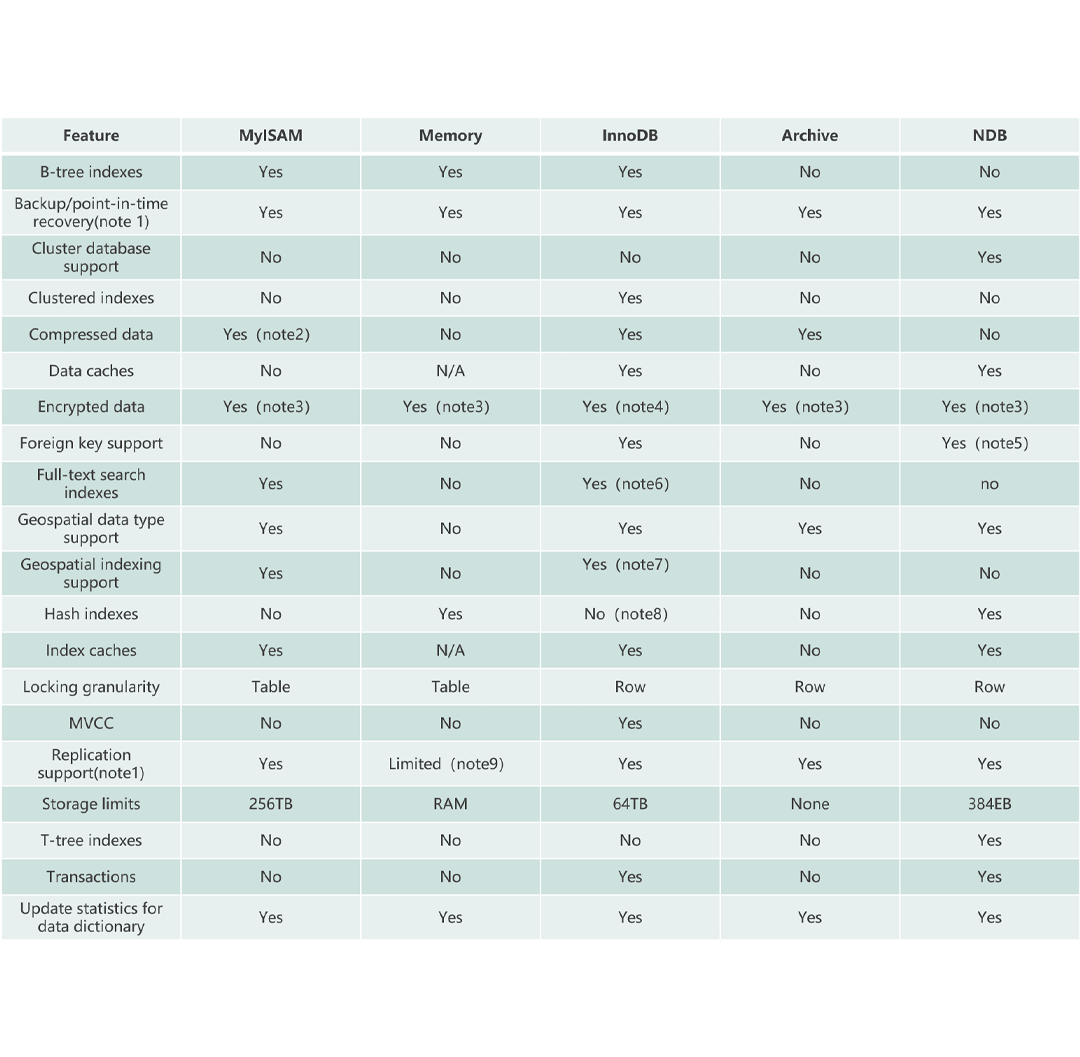 Feature MyISAM Memory InnoDB Archive NDB
B-tree indexes Yes Yes Yes No No
Backup/point-in-time
recovery(note 1) Yes Yes Yes Yes Yes
Cluster database
support No No No No Yes
Clustered indexes No No Yes No No
Compressed data Yes (note2) No Yes Yes No
Data caches No N/A Yes No Yes
Encrypted data Yes (note3) Yes (note3) Yes (note4) Yes (note3) Yes (note3)
Foreign key support No No Yes No Yes (note5)
Full-text search
indexes Yes No Yes (note6) No no
Geospatial data type
support Yes No Yes Yes Yes
Geospatial indexing
support Yes No Yes (note7) No No
Hash indexes No Yes No (note8) No Yes
Index caches Yes N/A Yes No Yes
Locking granularity Table Table Row Row Row
MVCC No No Yes No No
Replication
support(note1) Yes Limited (note9) Yes Yes Yes
Storage limits 256TB RAM 64TB None 384EB
T-tree indexes No No No No Yes
Transactions No No Yes No Yes
Update statistics for
data dictionary Yes Yes Yes Yes Yes